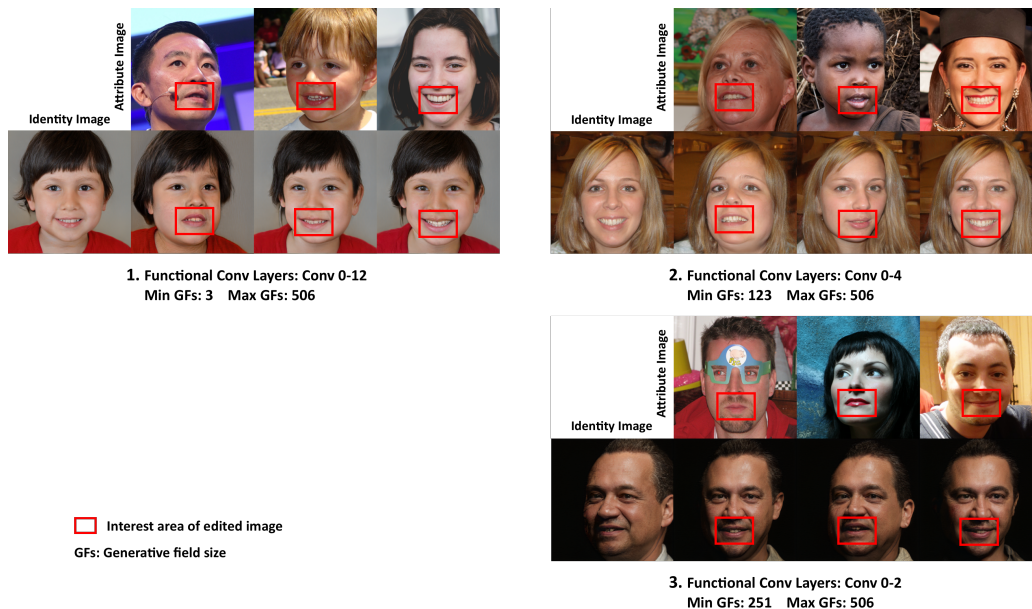 Attribute Image
Identity Image
1. Functional Conv Layers: Conv 0-12
Min GFs: 3 Max GFs: 506
Attribute Image
Identity Image
2. Functional Conv Layers: Conv 0-4
Min GFs: 123 Max GFs: 506
Attribute Image
Identity Image
3. Functional Conv Layers: Conv 0-2
Min GFs: 251 Max GFs: 506
Interest area of edited image
GFs: Generative field size